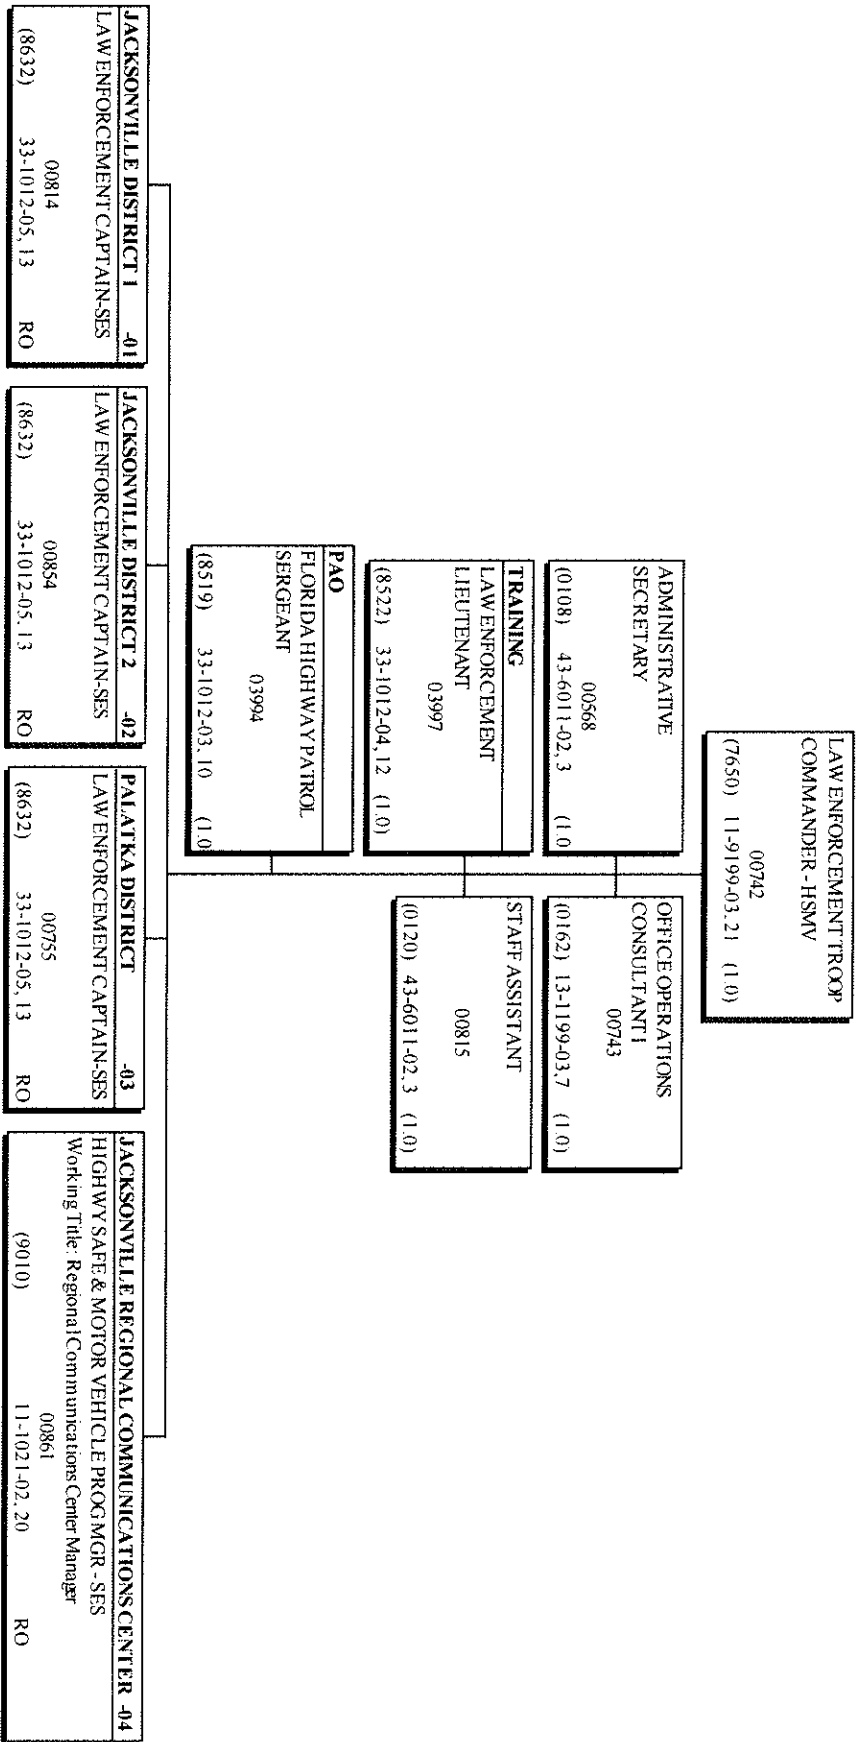 LAW ENFORCEMENT TROOP
COMMANDER - HSMV
00742
(7650) 11-9199-03, 21 (1.0)
ADMINISTRATIVE
SECRETARY
00568
(0108) 43-6011-02, 3 (1.0
OFFICE OPERATIONS
CONSULTANT I
00743
(0162) 13-1199-03,7 (1.0)
TRAINING
LAW ENFORCEMENT
LIEUTENANT
03997
(8522) 33-1012-04, 12 (1.0)
STAFF ASSISTANT
00815
(0120) 43-6011-02, 3 (1.0)
PAO
FLORIDA HIGHWAY PATROL
SERGEANT
03994
(8519) 33-1012-03, 10 (1.0
JACKSONVILLE DISTRICT 1 -01
LAW ENFORCEMENT CAPTAIN-SES
00814
(8632) 33-1012-05, 13 RO
JACKSONVILLE DISTRICT 2 -02
LAW ENFORCEMENT CAPTAIN-SES
00854
(8632) 33-1012-05, 13 RO
PALATKA DISTRICT -03
LAW ENFORCEMENT CAPTAIN-SES
00755
(8632) 33-1012-05, 13 RO
JACKSONVILLE REGIONAL COMMUNICATIONS CENTER -04
HIGHWY SAFE & MOTOR VEHICLE PROG MGR - SES
Working Title: Regional Communications Center Manager
00861
(9010) 11-1021-02, 20 RO